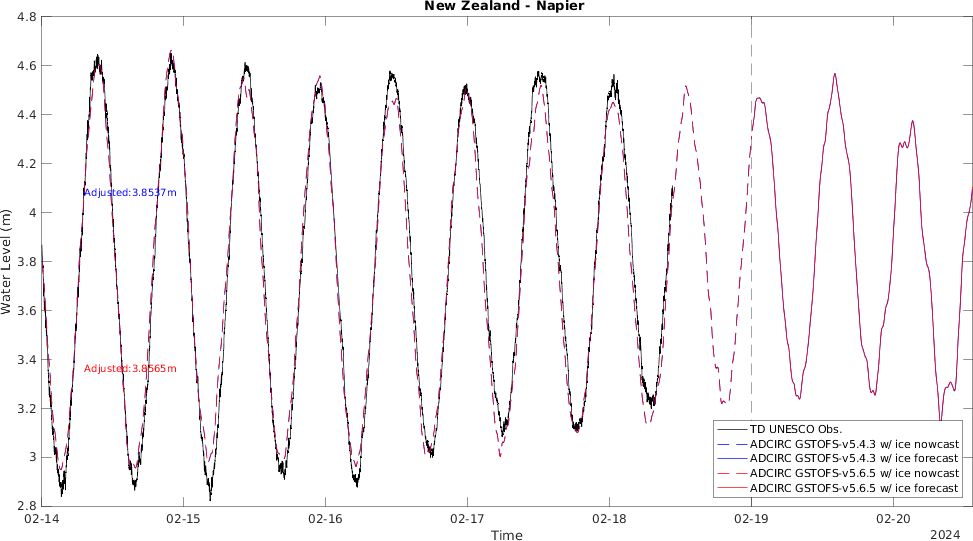 New Zealand - Napier
4.8
4.6
4.4
4.2
4
3.8
3.6
3.4
3.2
3
2.8
Water Level (m)
Adjusted:3.8537m
Adjusted:3.8565m
TD UNESCO Obs.
ADCIRC GSTOFS-v5.4.3 w/ ice nowcast
ADCIRC GSTOFS-v5.4.3 w/ ice forecast
ADCIRC GSTOFS-v5.6.5 w/ ice nowcast
ADCIRC GSTOFS-v5.6.5 w/ ice forecast
02-14 02-15 02-16 02-17 02-18 02-19 02-20
Time
2024